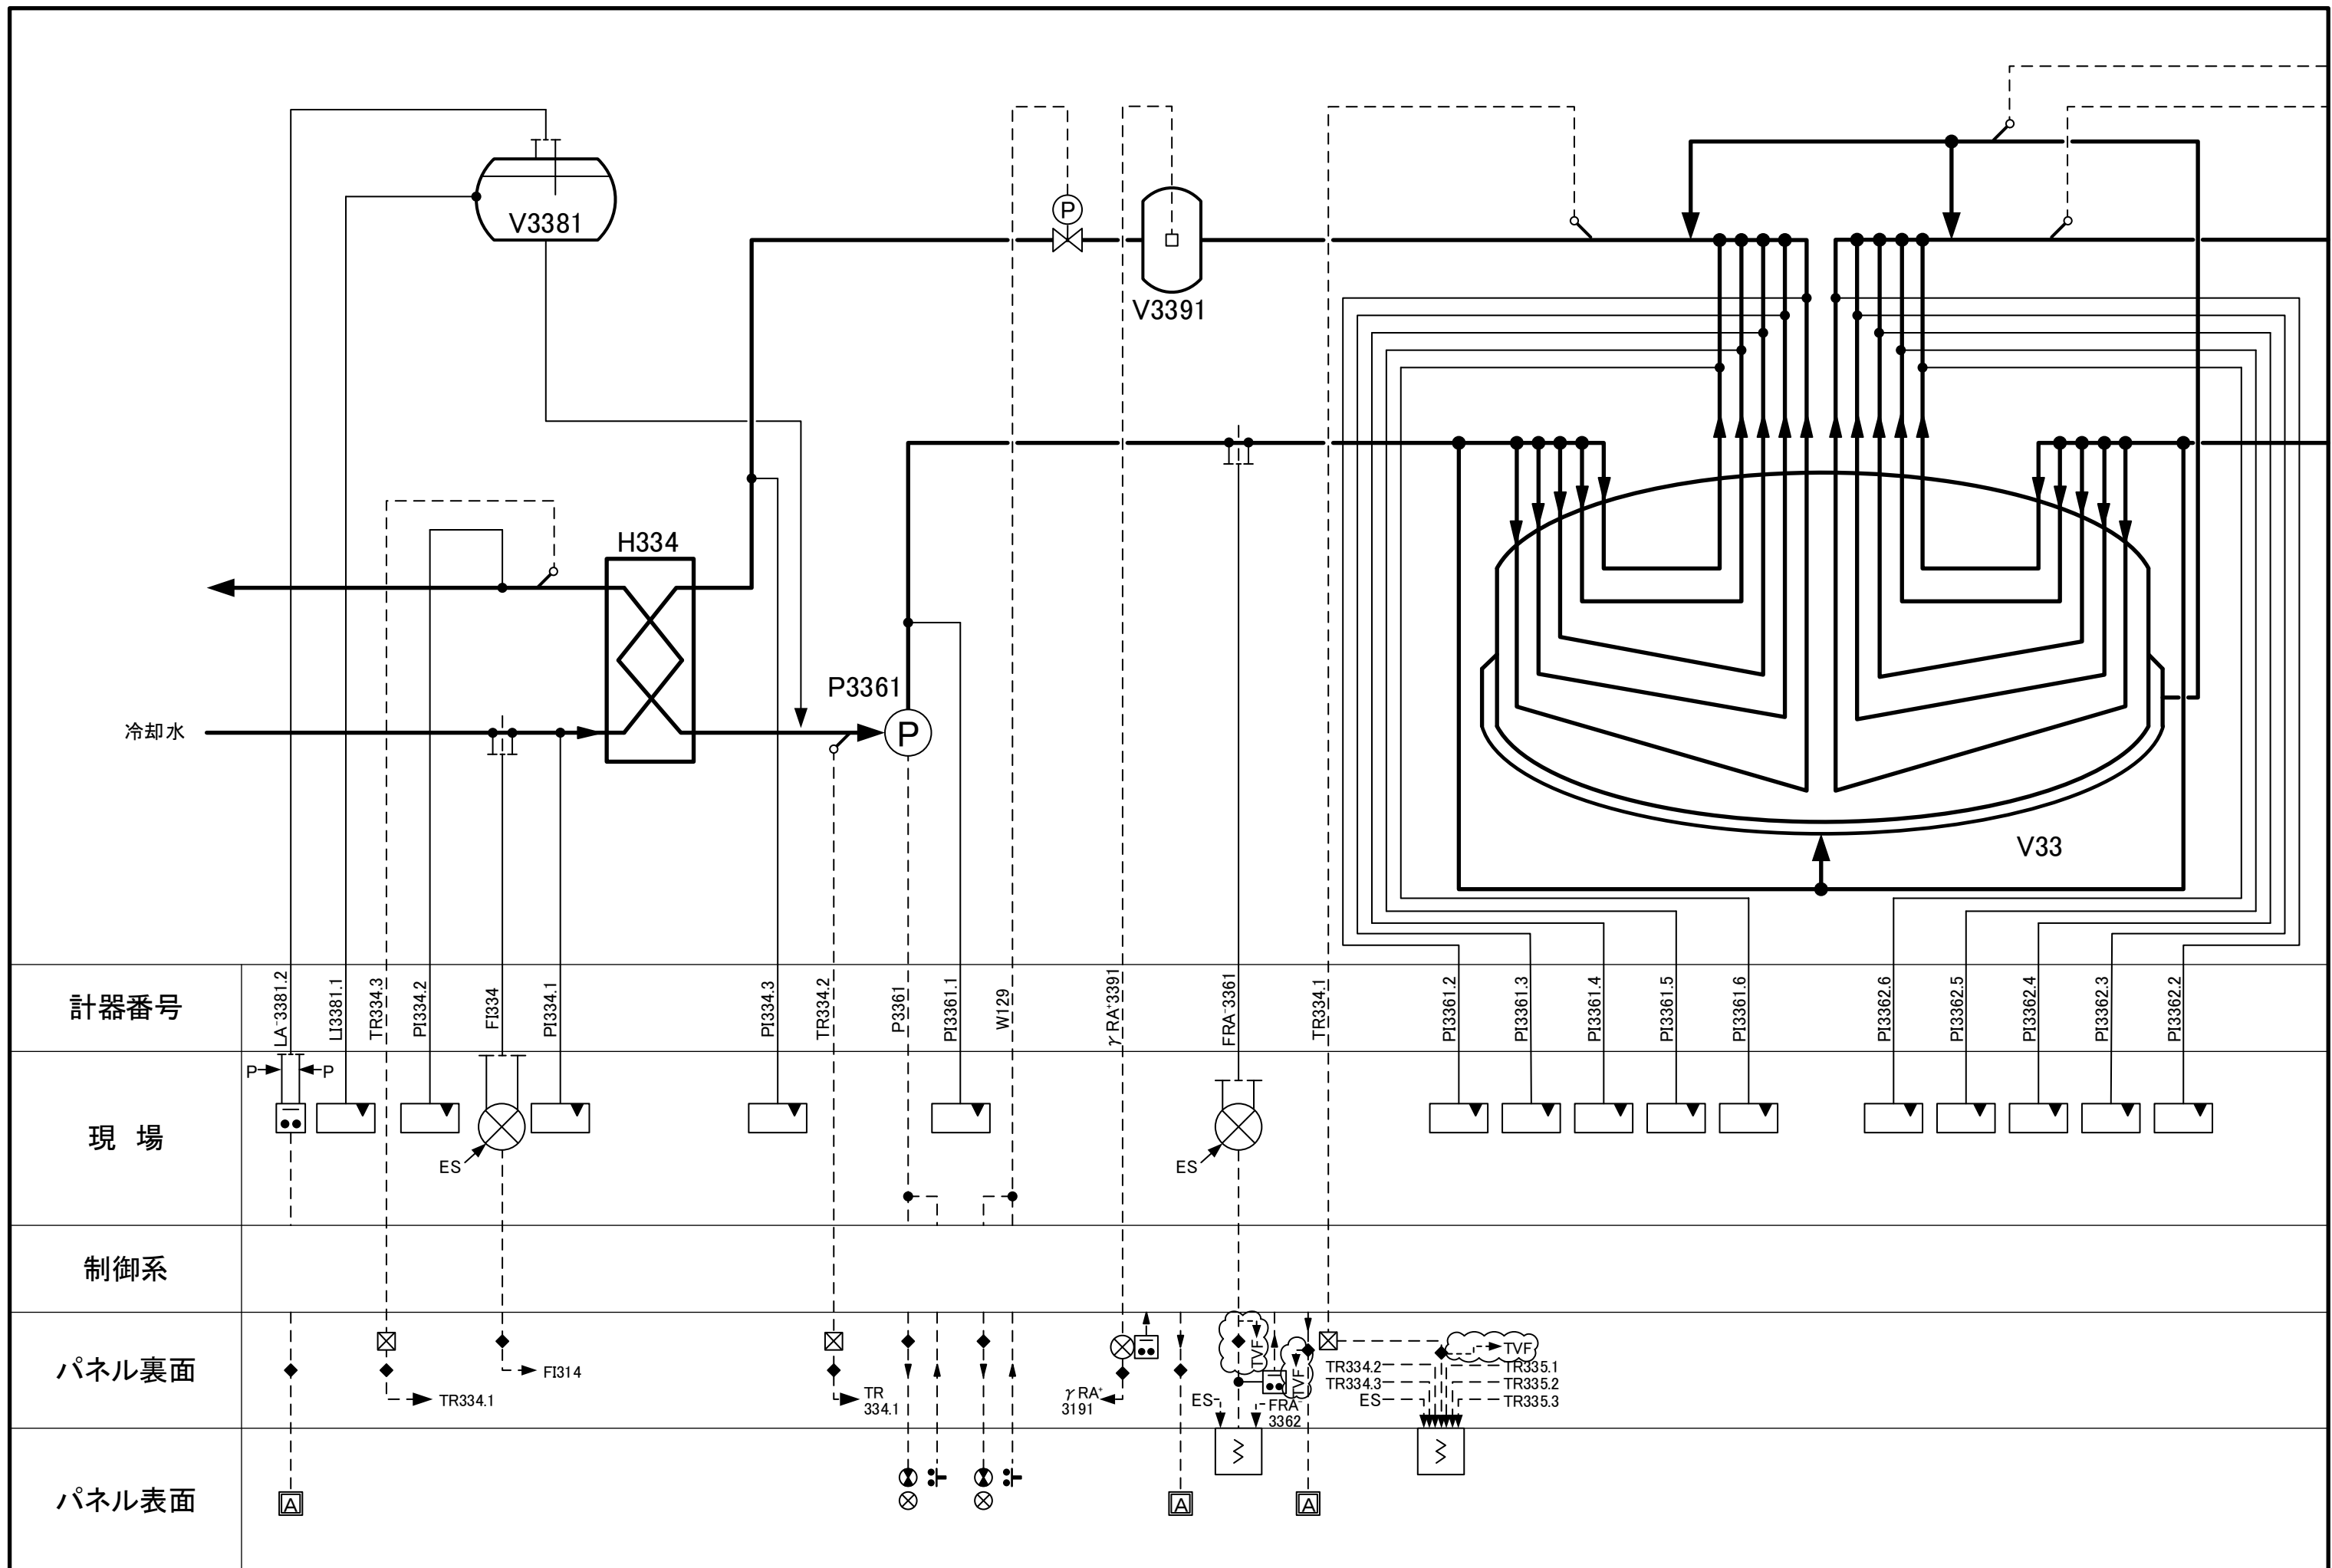 V3381
P
V3391
H334
P3361
P
冷却水
V33
計器番号
LA⁻3381.2
LI3381.1
TR334.3
PI334.2
FI334
PI334.1
PI334.3
TR334.2
P3361
PI3361.1
W129
γRA⁺3391
FRA⁻3361
TR334.1
PI3361.2
PI3361.3
PI3361.4
PI3361.5
PI3361.6
PI3362.6
PI3362.5
PI3362.4
PI3362.3
PI3362.2
現 場
P
P
ES
ES
制御系
パネル裏面
TR334.1
FI314
TR
334.1
γRA⁺
3191
ES
TVF
TVF
FRA⁻
3362
TVF
TR334.2
TR334.3
ES
TR335.1
TR335.2
TR335.3
パネル表面
A
A
A